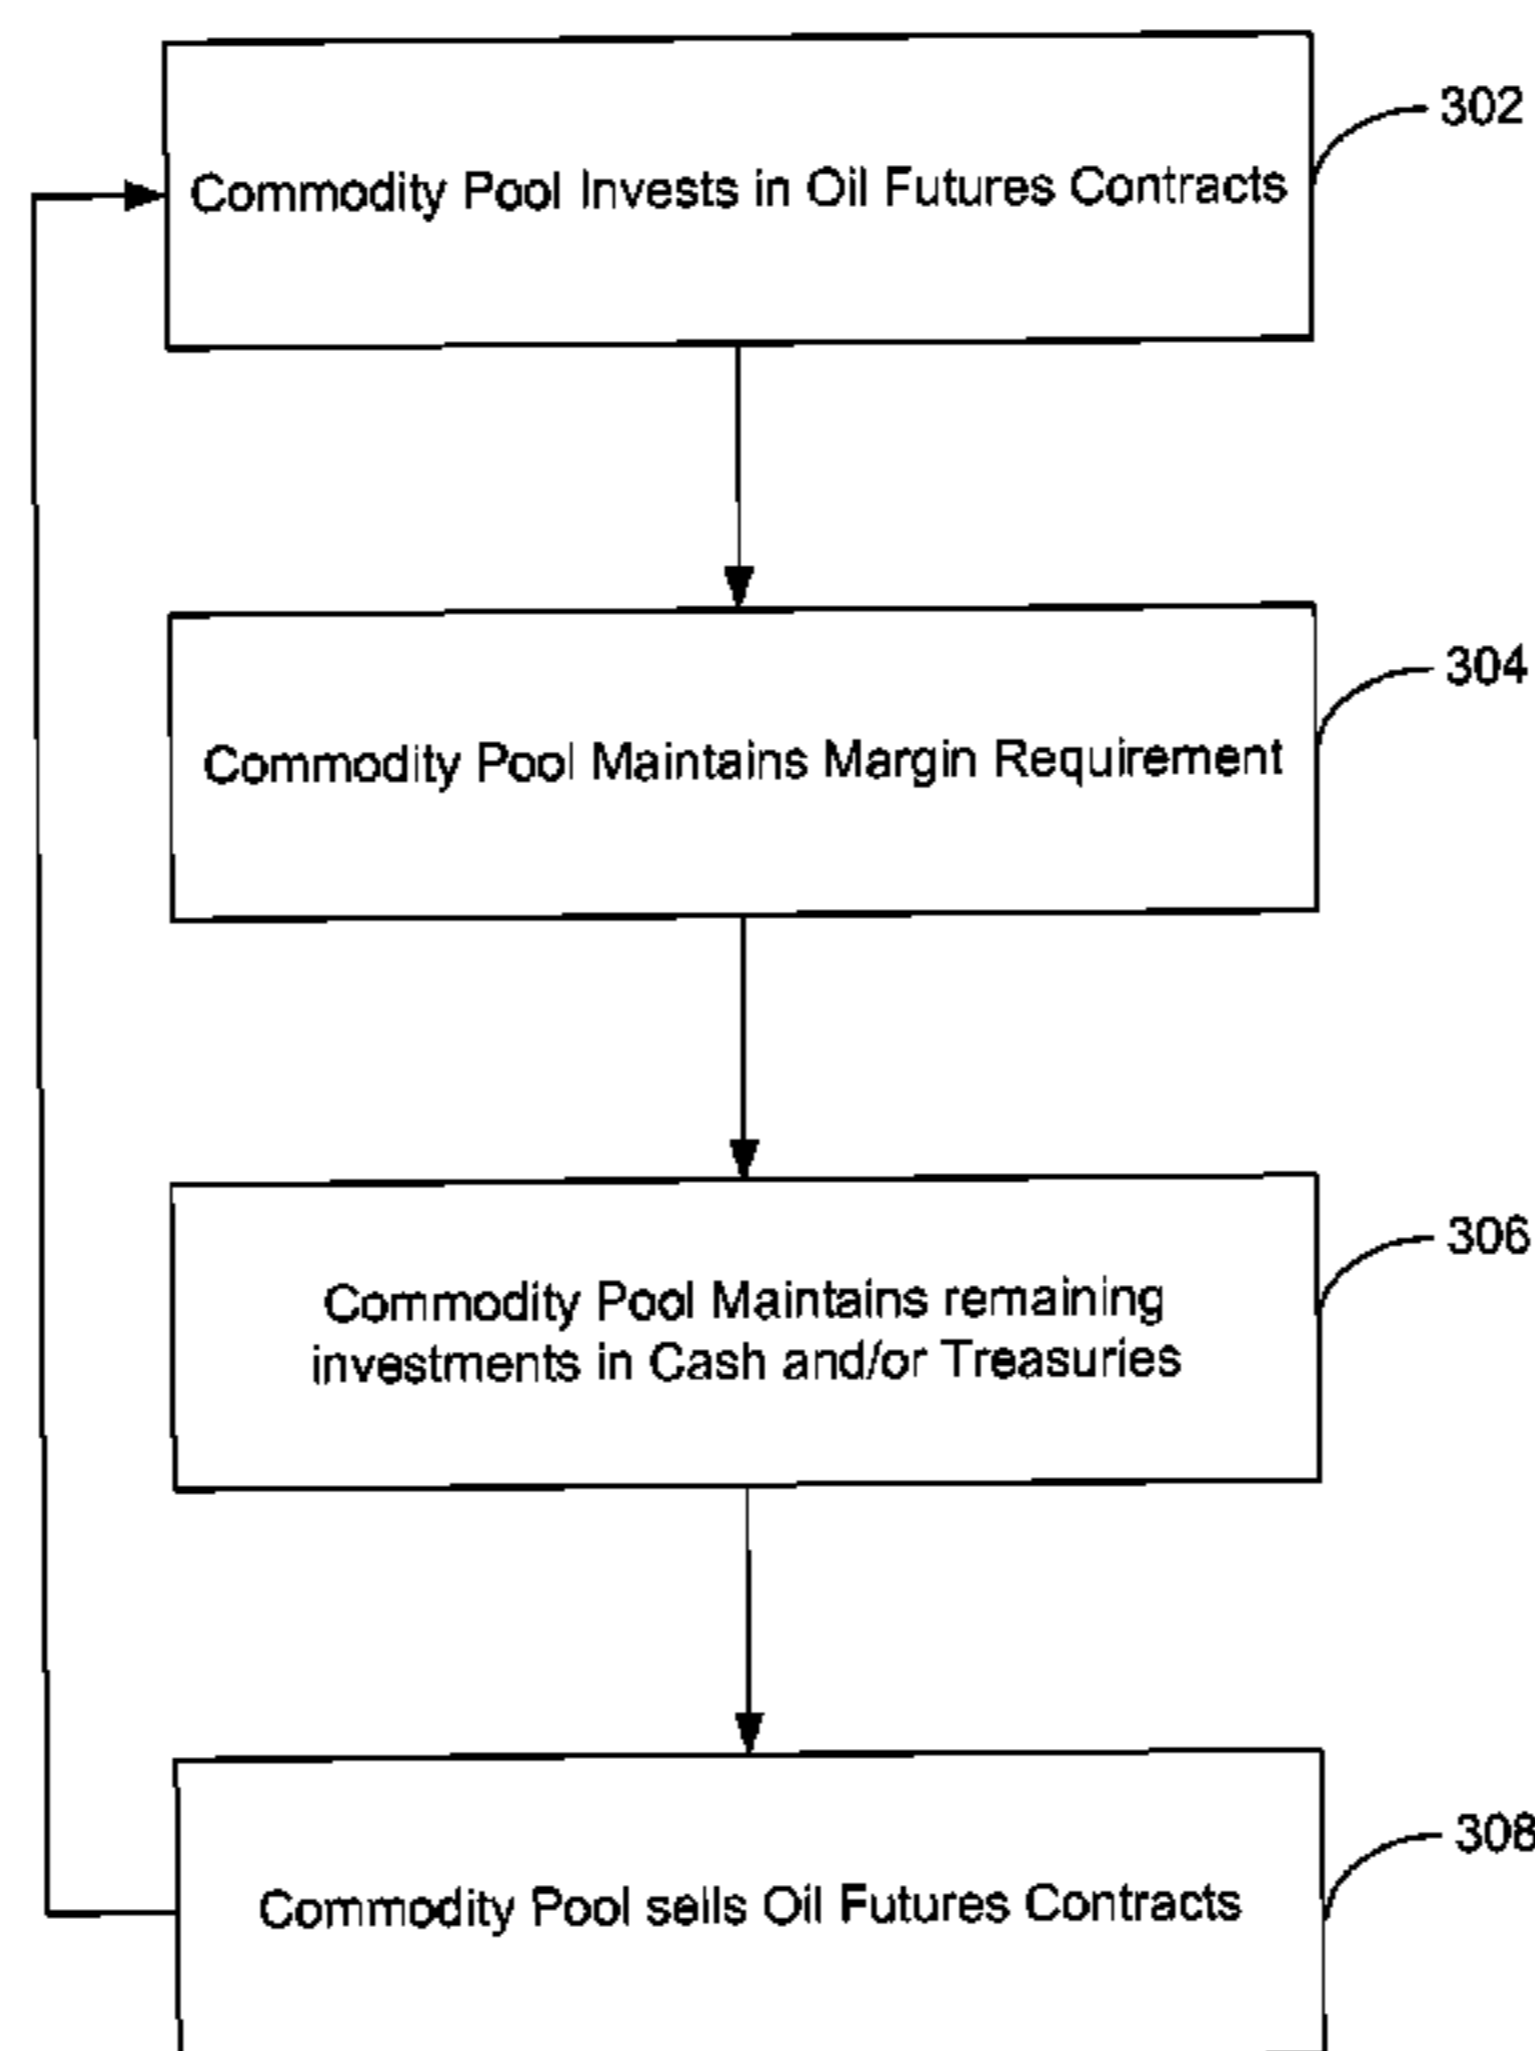 302
Commodity Pool Invests in Oil Futures Contracts
304
Commodity Pool Maintains Margin Requirement
306
Commodity Pool Maintains remaining
investments in Cash and/or Treasuries
308
Commodity Pool sells Oil Futures Contracts